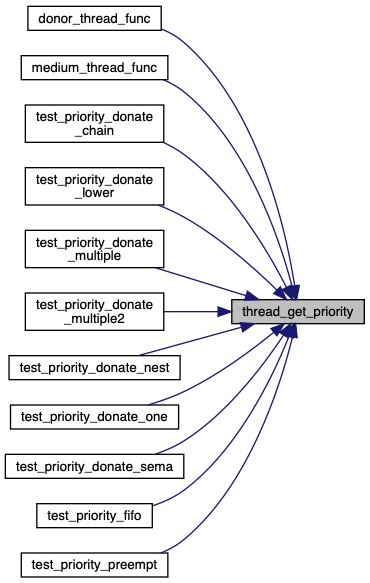 donor_thread_func
medium_thread_func
test_priority_donate
_chain
test_priority_donate
_lower
test_priority_donate
_multiple
test_priority_donate
_multiple2
thread_get_priority
test_priority_donate_nest
test_priority_donate_one
test_priority_donate_sema
test_priority_fifo
test_priority_preempt